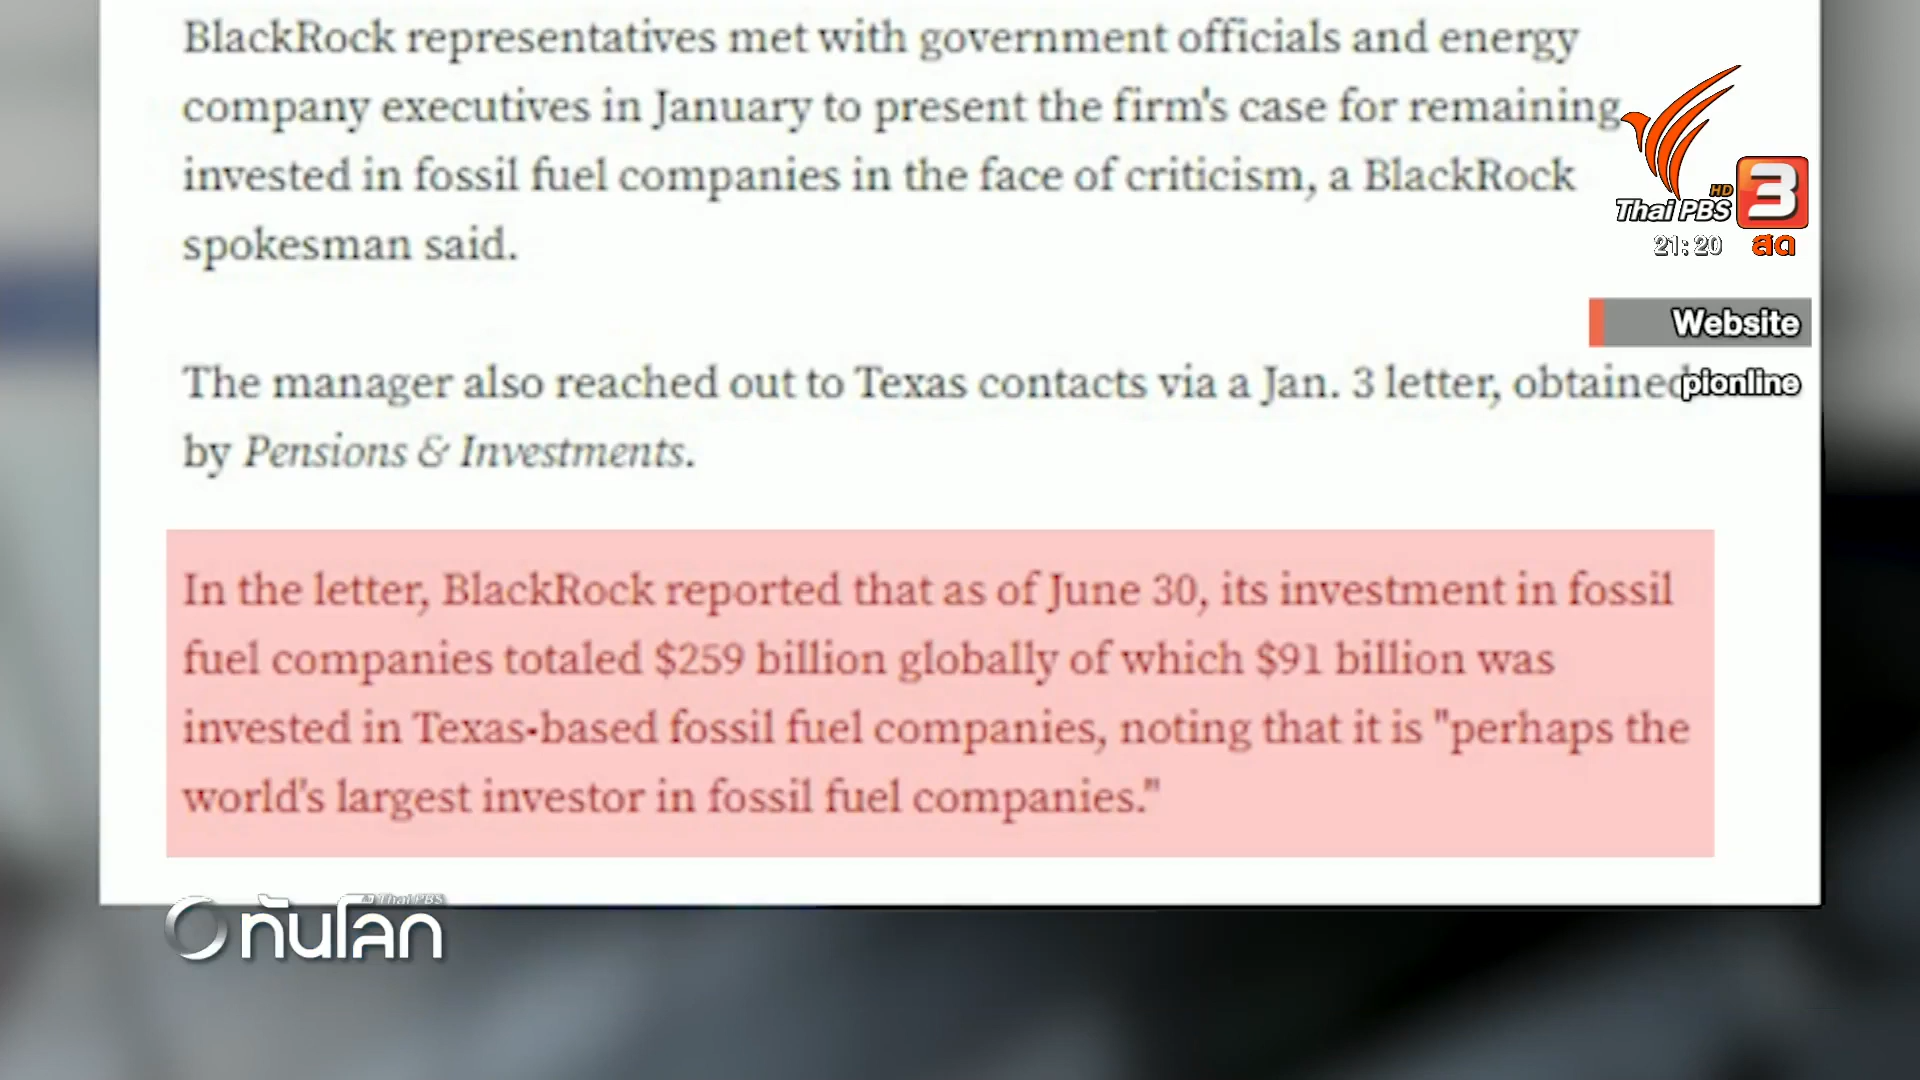 BlackRock representatives met with government officials and energy
company executives in January to present the firm's case for remaining
invested in fossil fuel companies in the face of criticism, a BlackRock
spokesman said.
HD
Thai PBS 3
21:20 สด
Website
pionline
The manager also reached out to Texas contacts via a Jan. 3 letter, obtained
by Pensions & Investments.
In the letter, BlackRock reported that as of June 30, its investment in fossil
fuel companies totaled $259 billion globally of which $91 billion was
invested in Texas-based fossil fuel companies, noting that it is "perhaps the
world's largest investor in fossil fuel companies."
Thai PBS
ทันโลก